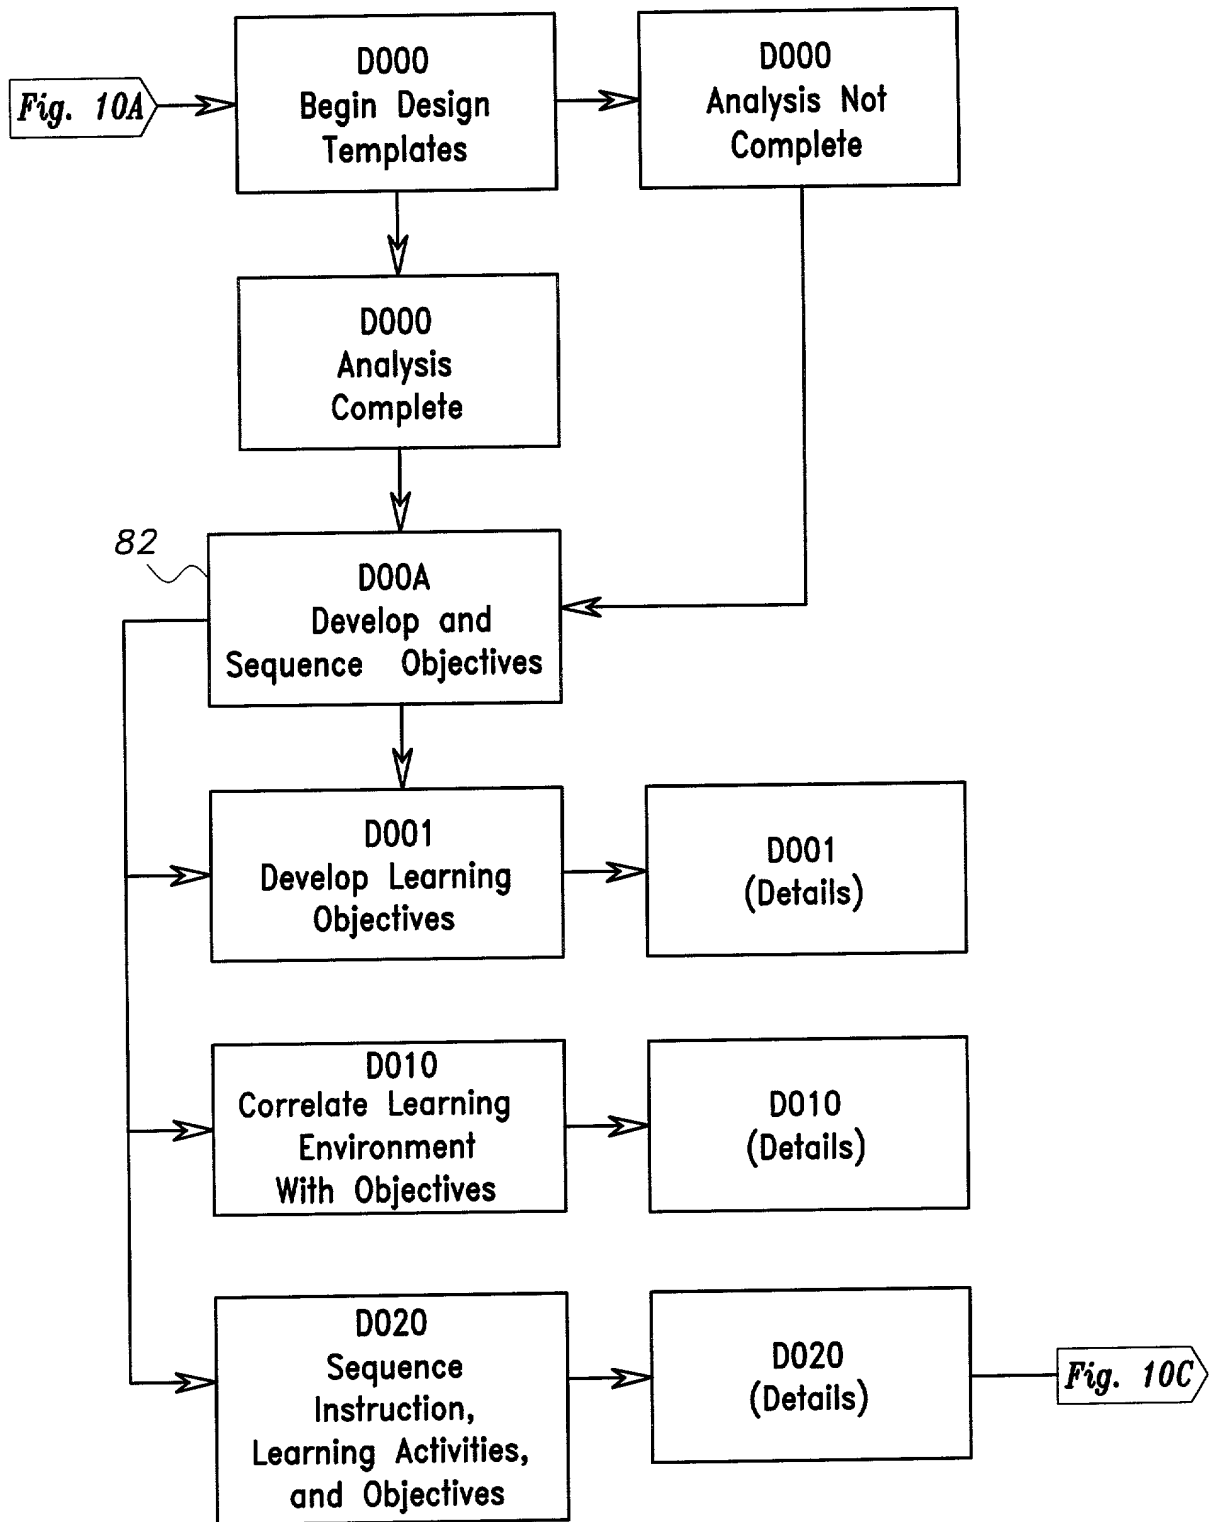 Fig. 10A
D000
Begin Design
Templates
D000
Analysis Not
Complete
D000
Analysis
Complete
82
D00A
Develop and
Sequence Objectives
D001
Develop Learning
Objectives
D001
(Details)
D010
Correlate Learning
Environment
With Objectives
D010
(Details)
D020
Sequence
Instruction,
Learning Activities,
and Objectives
D020
(Details)
Fig. 10C